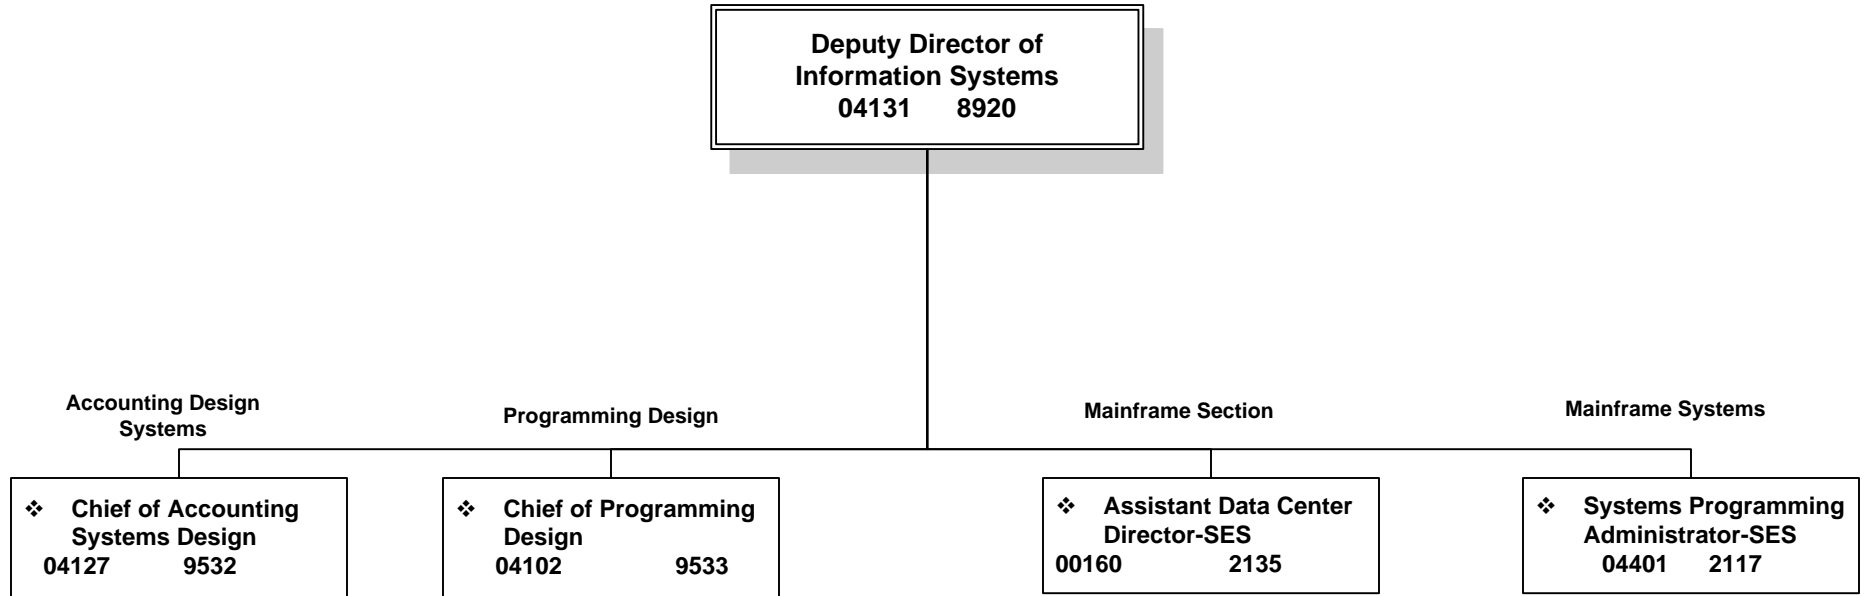 Deputy Director of
Information Systems
04131 8920
Accounting Design
Systems
Programming Design
Mainframe Section
Mainframe Systems
❖ Chief of Accounting
Systems Design
04127 9532
❖ Chief of Programming
Design
04102 9533
❖ Assistant Data Center
Director-SES
00160 2135
❖ Systems Programming
Administrator-SES
04401 2117